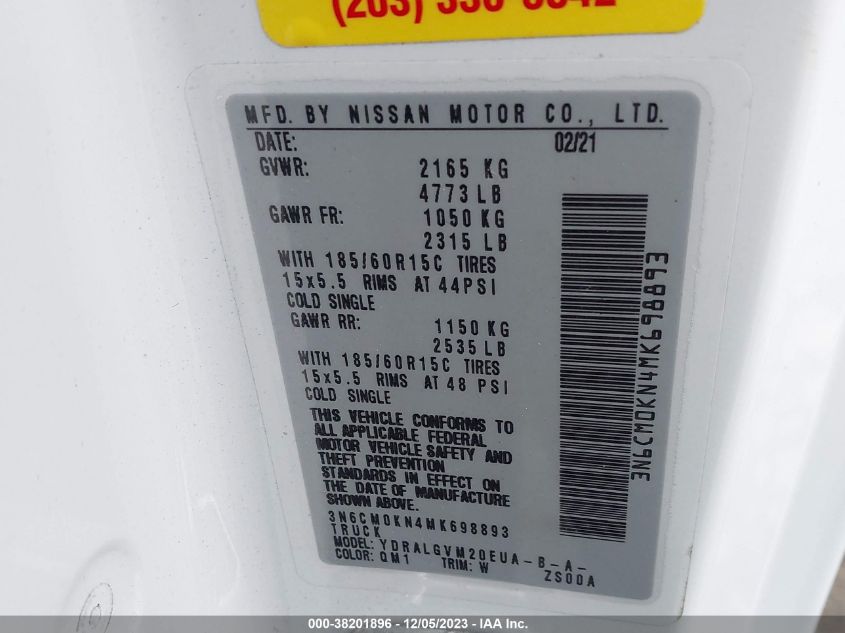 (203)
MFD. BY NISSAN MOTOR CO., LTD.
DATE: 02/21
GVWR: 2165 KG
4773 LB
GAWR FR: 1050 KG
2315 LB
WITH 185/60R15C TIRES
15x5.5 RIMS AT 44PSI
COLD SINGLE
GAWR RR: 1150 KG
2535 LB
WITH 185/60R15C TIRES
15x5.5 RIMS AT 48 PSI
COLD SINGLE
THIS VEHICLE CONFORMS TO
ALL APPLICABLE FEDERAL
MOTOR VEHICLE SAFETY AND
THEFT PREVENTION
STANDARDS IN EFFECT ON
THE DATE OF MANUFACTURE
SHOWN ABOVE.
3N6CM0KN4MK698893
TRUCK
MODEL: YDRALGVM20EUA-B-A-
COLOR: QM1 TRIM: W ZS00A
3N6CM0KN4MK698893
000-38201896 - 12/05/2023 - IAA Inc.